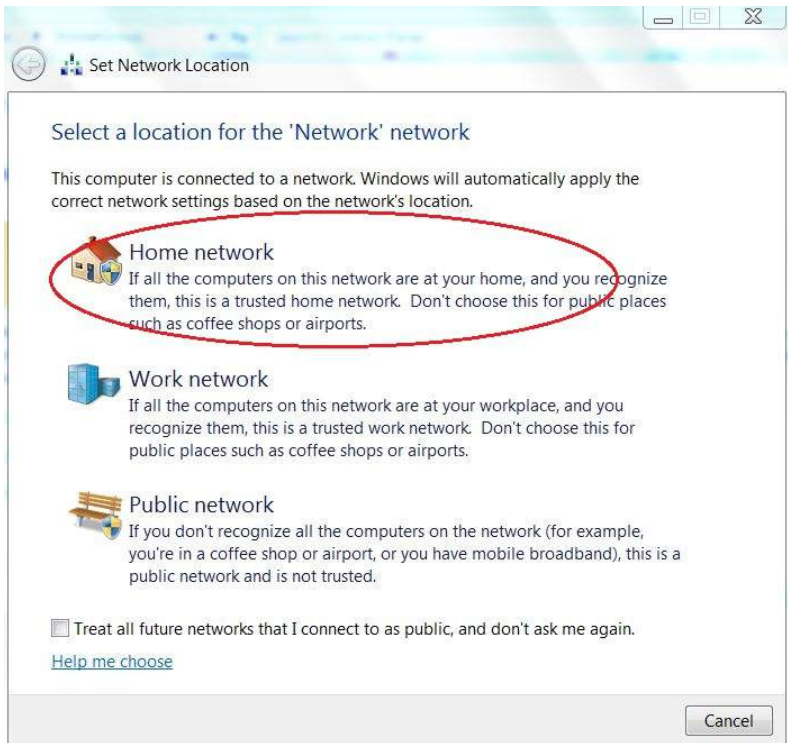 Set Network Location
Select a location for the 'Network' network
This computer is connected to a network. Windows will automatically apply the
correct network settings based on the network's location.
Home network
If all the computers on this network are at your home, and you recognize
them, this is a trusted home network.  Don't choose this for public places
such as coffee shops or airports.
Work network
If all the computers on this network are at your workplace, and you
recognize them, this is a trusted work network.  Don't choose this for
public places such as coffee shops or airports.
Public network
If you don't recognize all the computers on the network (for example,
you're in a coffee shop or airport, or you have mobile broadband), this is a
public network and is not trusted.
Treat all future networks that I connect to as public, and don't ask me again.
Help me choose
Cancel